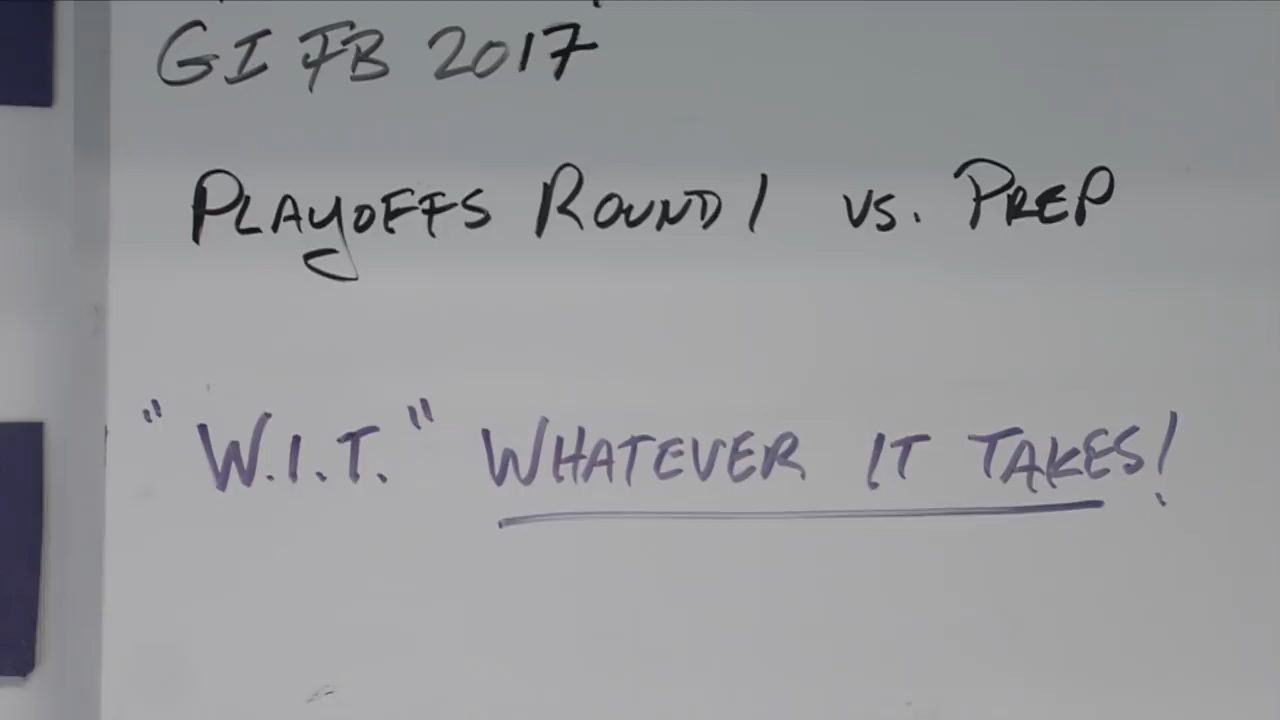 GI FB 2017
PLAYOFFS ROUND 1 VS. PREP
"W.I.T." WHATEVER IT TAKES!